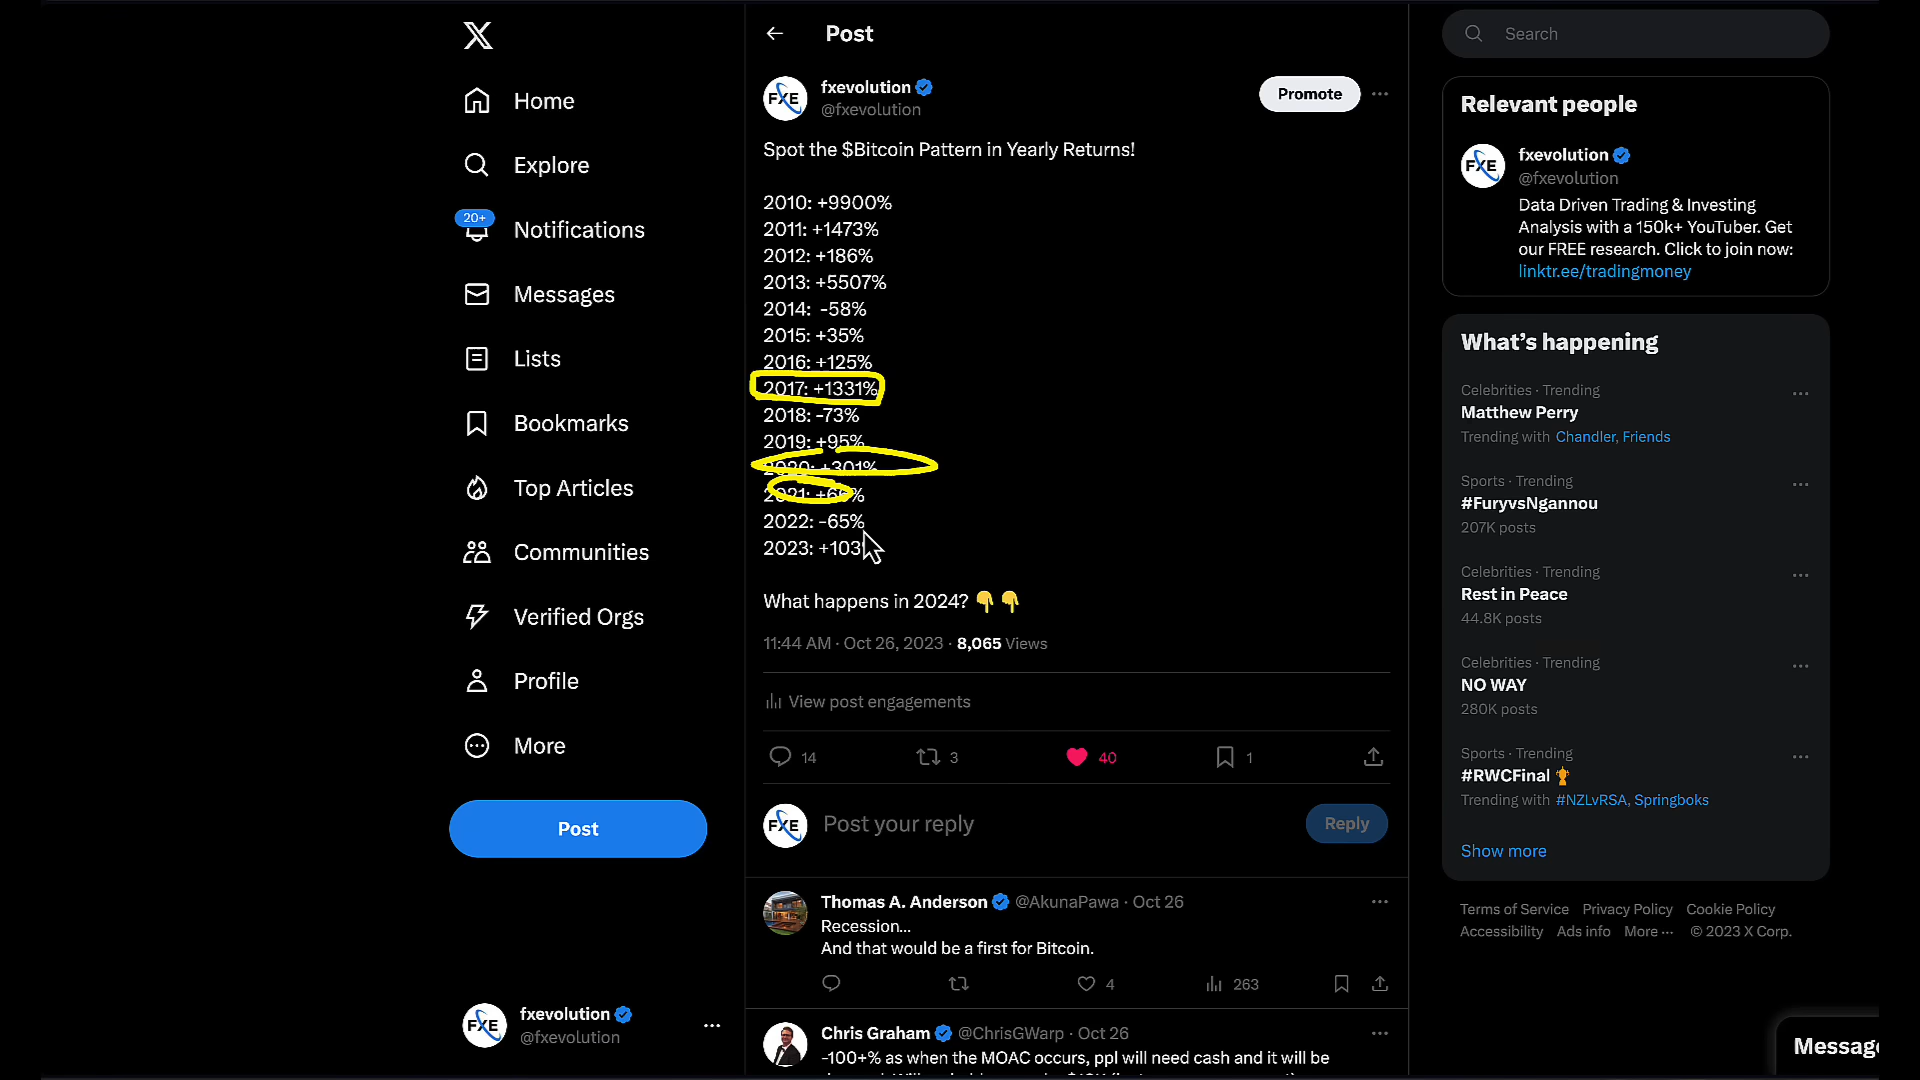 Home
Explore
20+
Notifications
Messages
Lists
Bookmarks
Top Articles
Communities
Verified Orgs
Profile
More
Post
fxevolution
@fxevolution
Post
fxevolution
@fxevolution
Promote
Spot the $Bitcoin Pattern in Yearly Returns!
2010: +9900%
2011: +1473%
2012: +186%
2013: +5507%
2014: -58%
2015: +35%
2016: +125%
2017: +1331%
2018: -73%
2019: +95%
2020: +301%
2021: +66%
2022: -65%
2023: +103
What happens in 2024? 👇👇
11:44 AM · Oct 26, 2023 · 8,065 Views
View post engagements
14 3 40 1
FXE
Post your reply
Reply
Thomas A. Anderson @AkunaPawa · Oct 26
Recession...
And that would be a first for Bitcoin.
4 263
Chris Graham @ChrisGWarp · Oct 26
-100+% as when the MOAC occurs, ppl will need cash and it will be
Search
Relevant people
fxevolution
@fxevolution
Data Driven Trading & Investing
Analysis with a 150k+ YouTuber. Get
our FREE research. Click to join now:
linktr.ee/tradingmoney
What's happening
Celebrities · Trending
Matthew Perry
Trending with Chandler, Friends
Sports · Trending
#FuryvsNgannou
207K posts
Celebrities · Trending
Rest in Peace
44.8K posts
Celebrities · Trending
NO WAY
280K posts
Sports · Trending
#RWCFinal 🏆
Trending with #NZLvRSA, Springboks
Show more
Terms of Service Privacy Policy Cookie Policy
Accessibility Ads info More ··· © 2023 X Corp.
Message